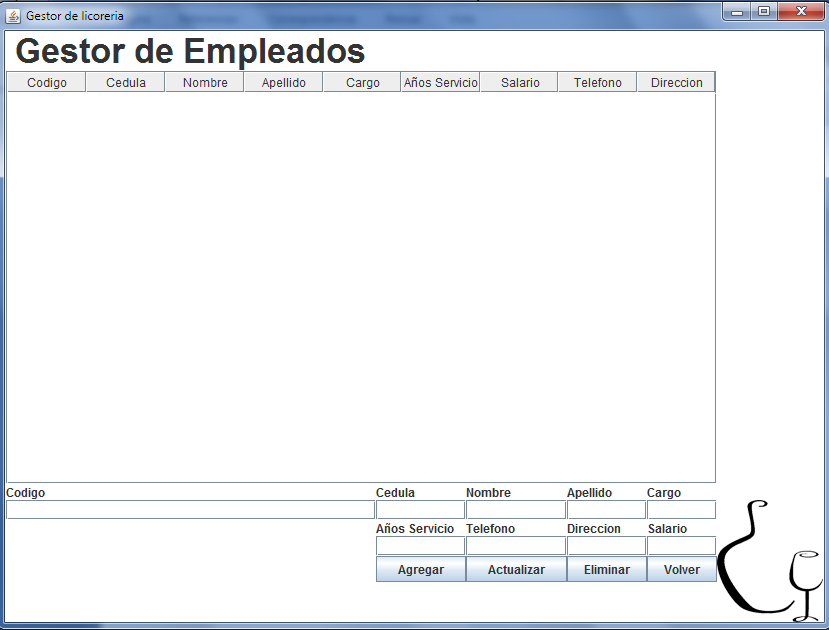 Gestor de licoreria
Gestor de Empleados
Codigo Cedula Nombre Apellido Cargo Años Servicio Salario Telefono Direccion
Codigo Cedula Nombre Apellido Cargo
Años Servicio Telefono Direccion Salario
Agregar Actualizar Eliminar Volver